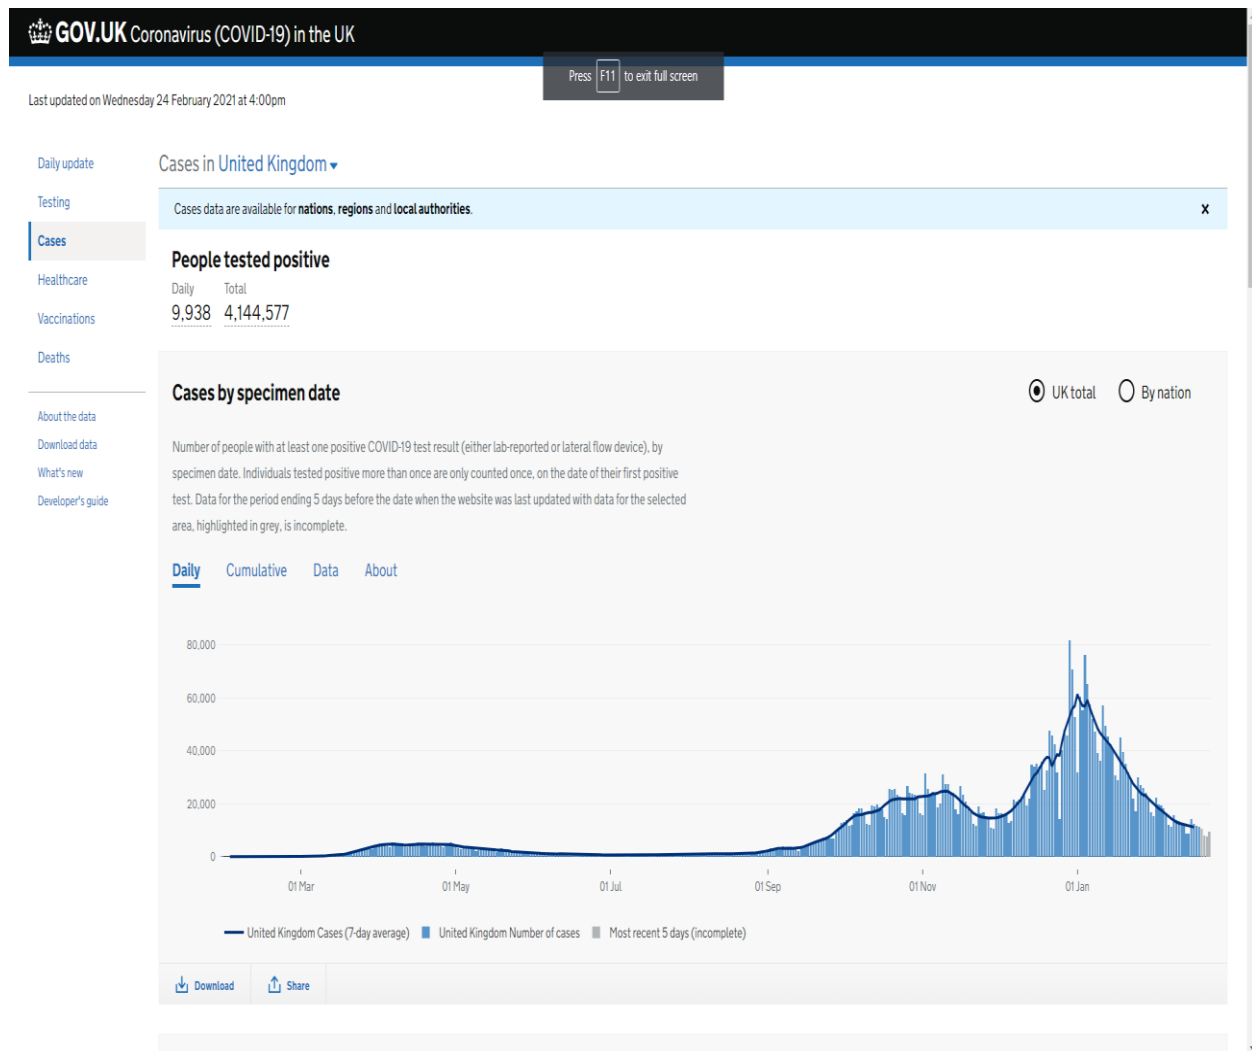 GOV.UK Coronavirus (COVID-19) in the UK
Press F11 to exit full screen
Last updated on Wednesday 24 February 2021 at 4:00pm
Daily update
Testing
Cases
Healthcare
Vaccinations
Deaths
About the data
Download data
What's new
Developer's guide
Cases in United Kingdom
Cases data are available for nations, regions and local authorities.
x
People tested positive
Daily Total
9,938 4,144,577
Cases by specimen date
UK total By nation
Number of people with at least one positive COVID-19 test result (either lab-reported or lateral flow device), by
specimen date. Individuals tested positive more than once are only counted once, on the date of their first positive
test. Data for the period ending 5 days before the date when the website was last updated with data for the selected
area, highlighted in grey, is incomplete.
Daily Cumulative Data About
80,000
60,000
40,000
20,000
0
01 Mar 01 May 01 Jul 01 Sep 01 Nov 01 Jan
United Kingdom Cases (7-day average) United Kingdom Number of cases Most recent 5 days (incomplete)
Download Share